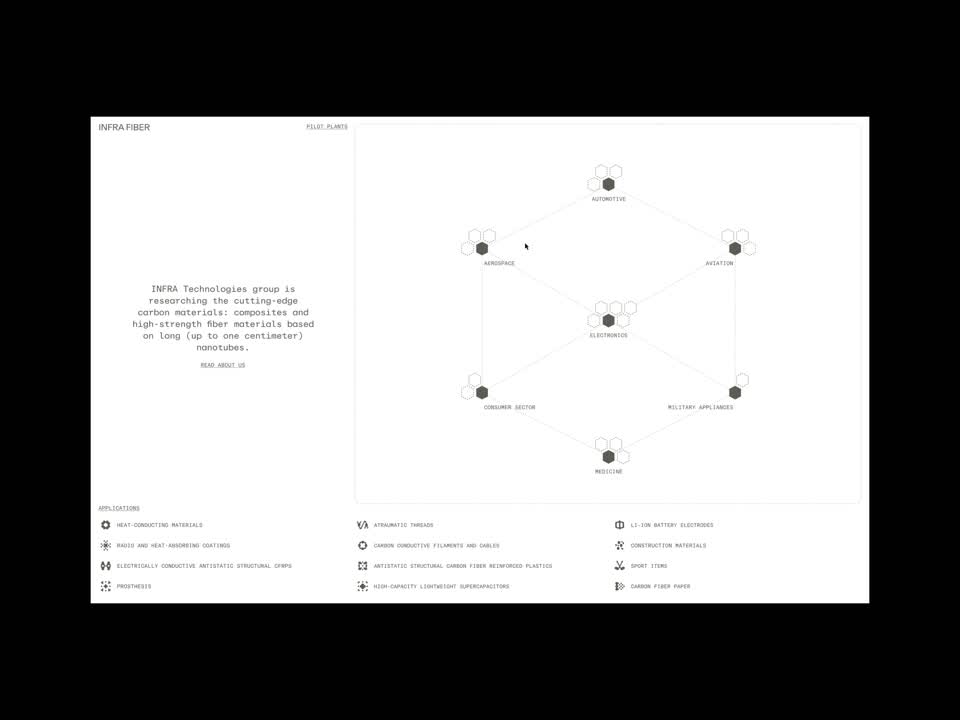 INFRA FIBER
PILOT PLANTS
INFRA Technologies group is
researching the cutting-edge
carbon materials: composites and
high-strength fiber materials based
on long (up to one centimeter)
nanotubes.
READ ABOUT US
AUTOMOTIVE
AEROSPACE
AVIATION
ELECTRONICS
CONSUMER SECTOR
MILITARY APPLIANCES
MEDICINE
APPLICATIONS
HEAT-CONDUCTING MATERIALS
RADIO AND HEAT-ABSORBING COATINGS
ELECTRICALLY CONDUCTIVE ANTISTATIC STRUCTURAL CFRPS
PROSTHESIS
ATRAUMATIC THREADS
CARBON CONDUCTIVE FILAMENTS AND CABLES
ANTISTATIC STRUCTURAL CARBON FIBER REINFORCED PLASTICS
HIGH-CAPACITY LIGHTWEIGHT SUPERCAPACITORS
LI-ION BATTERY ELECTRODES
CONSTRUCTION MATERIALS
SPORT ITEMS
CARBON FIBER PAPER